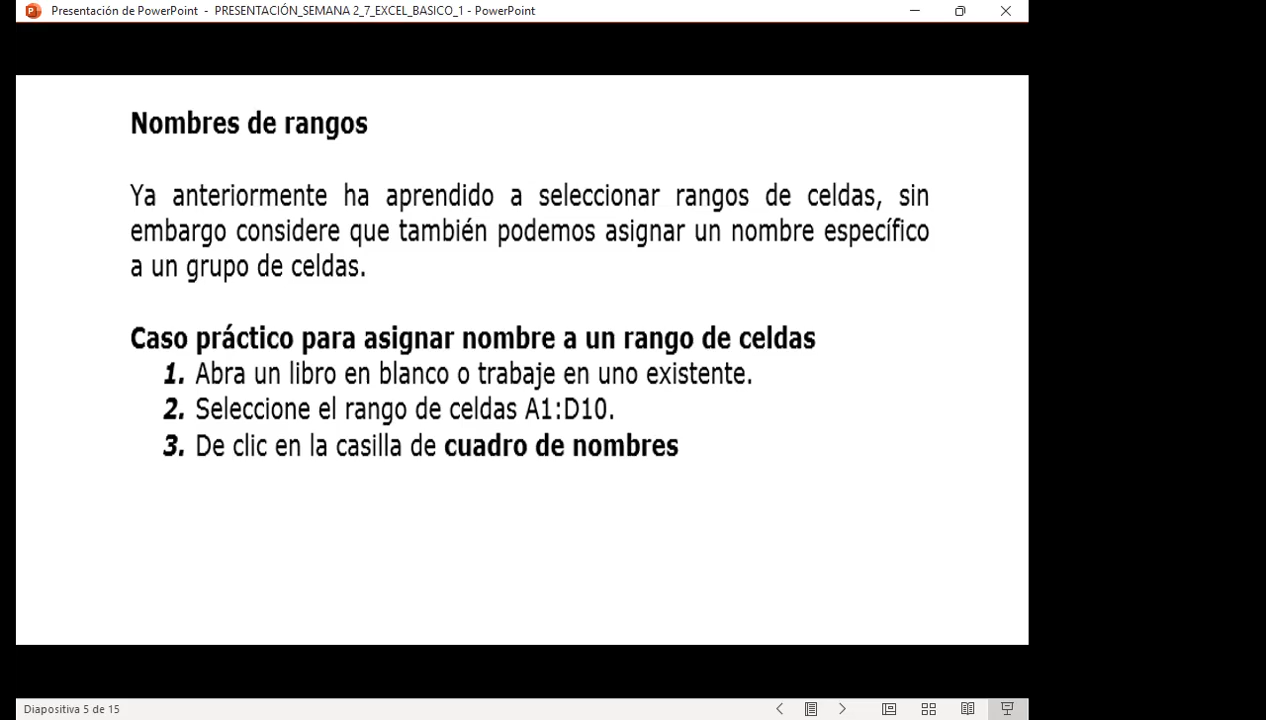 Presentación de PowerPoint - PRESENTACIÓN_SEMANA 2_7_EXCEL_BASICO_1 - PowerPoint
Nombres de rangos
Ya anteriormente ha aprendido a seleccionar rangos de celdas, sin
embargo considere que también podemos asignar un nombre específico
a un grupo de celdas.
Caso práctico para asignar nombre a un rango de celdas
1. Abra un libro en blanco o trabaje en uno existente.
2. Seleccione el rango de celdas A1:D10.
3. De clic en la casilla de cuadro de nombres
Diapositiva 5 de 15